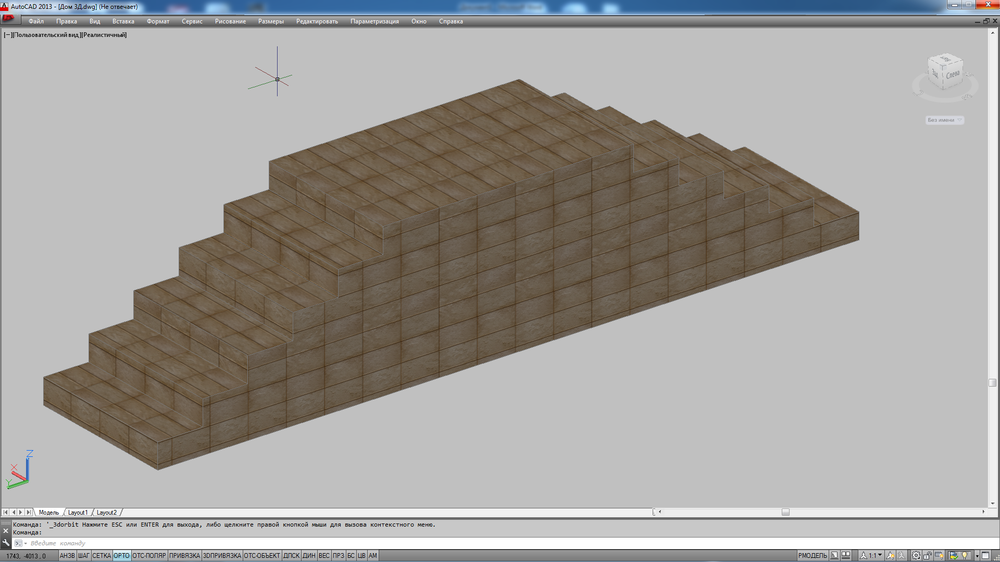 AutoCAD 2013 - [Дом 3Д.dwg] (Не отвечает)
Файл Правка Вид Вставка Формат Сервис Рисование Размеры Редактировать Параметризация Окно Справка
[−][Пользовательский вид][Реалистичный]
Зад Слева
Без имени
Z
X
Y
Модель Layout1 Layout2
Команда: '_3dorbit Нажмите ESC или ENTER для выхода, либо щелкните правой кнопкой мыши для вызова контекстного меню.
Команда:
Введите команду
1743, -4013 , 0 АНЗВ ШАГ СЕТКА ОРТО ОТС-ПОЛЯР ПРИВЯЗКА 3DПРИВЯЗКА ОТС-ОБЪЕКТ ДПСК ДИН ВЕС ПРЗ БС ЦВ АМ РМОДЕЛЬ 1:1